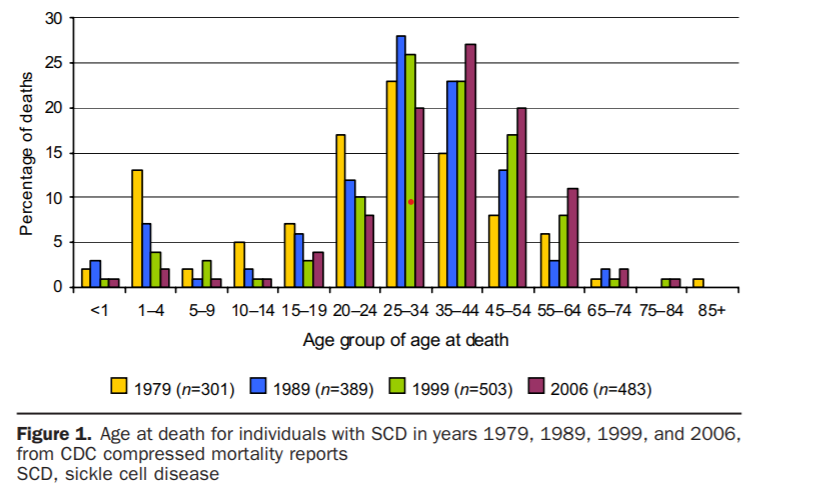 30
25
20
15
10
5
0
Percentage of deaths
<1 1–4 5–9 10–14 15–19 20–24 25–34 35–44 45–54 55–64 65–74 75–84 85+
Age group of age at death
1979 (n=301) 1989 (n=389) 1999 (n=503) 2006 (n=483)
Figure 1. Age at death for individuals with SCD in years 1979, 1989, 1999, and 2006,
from CDC compressed mortality reports
SCD, sickle cell disease